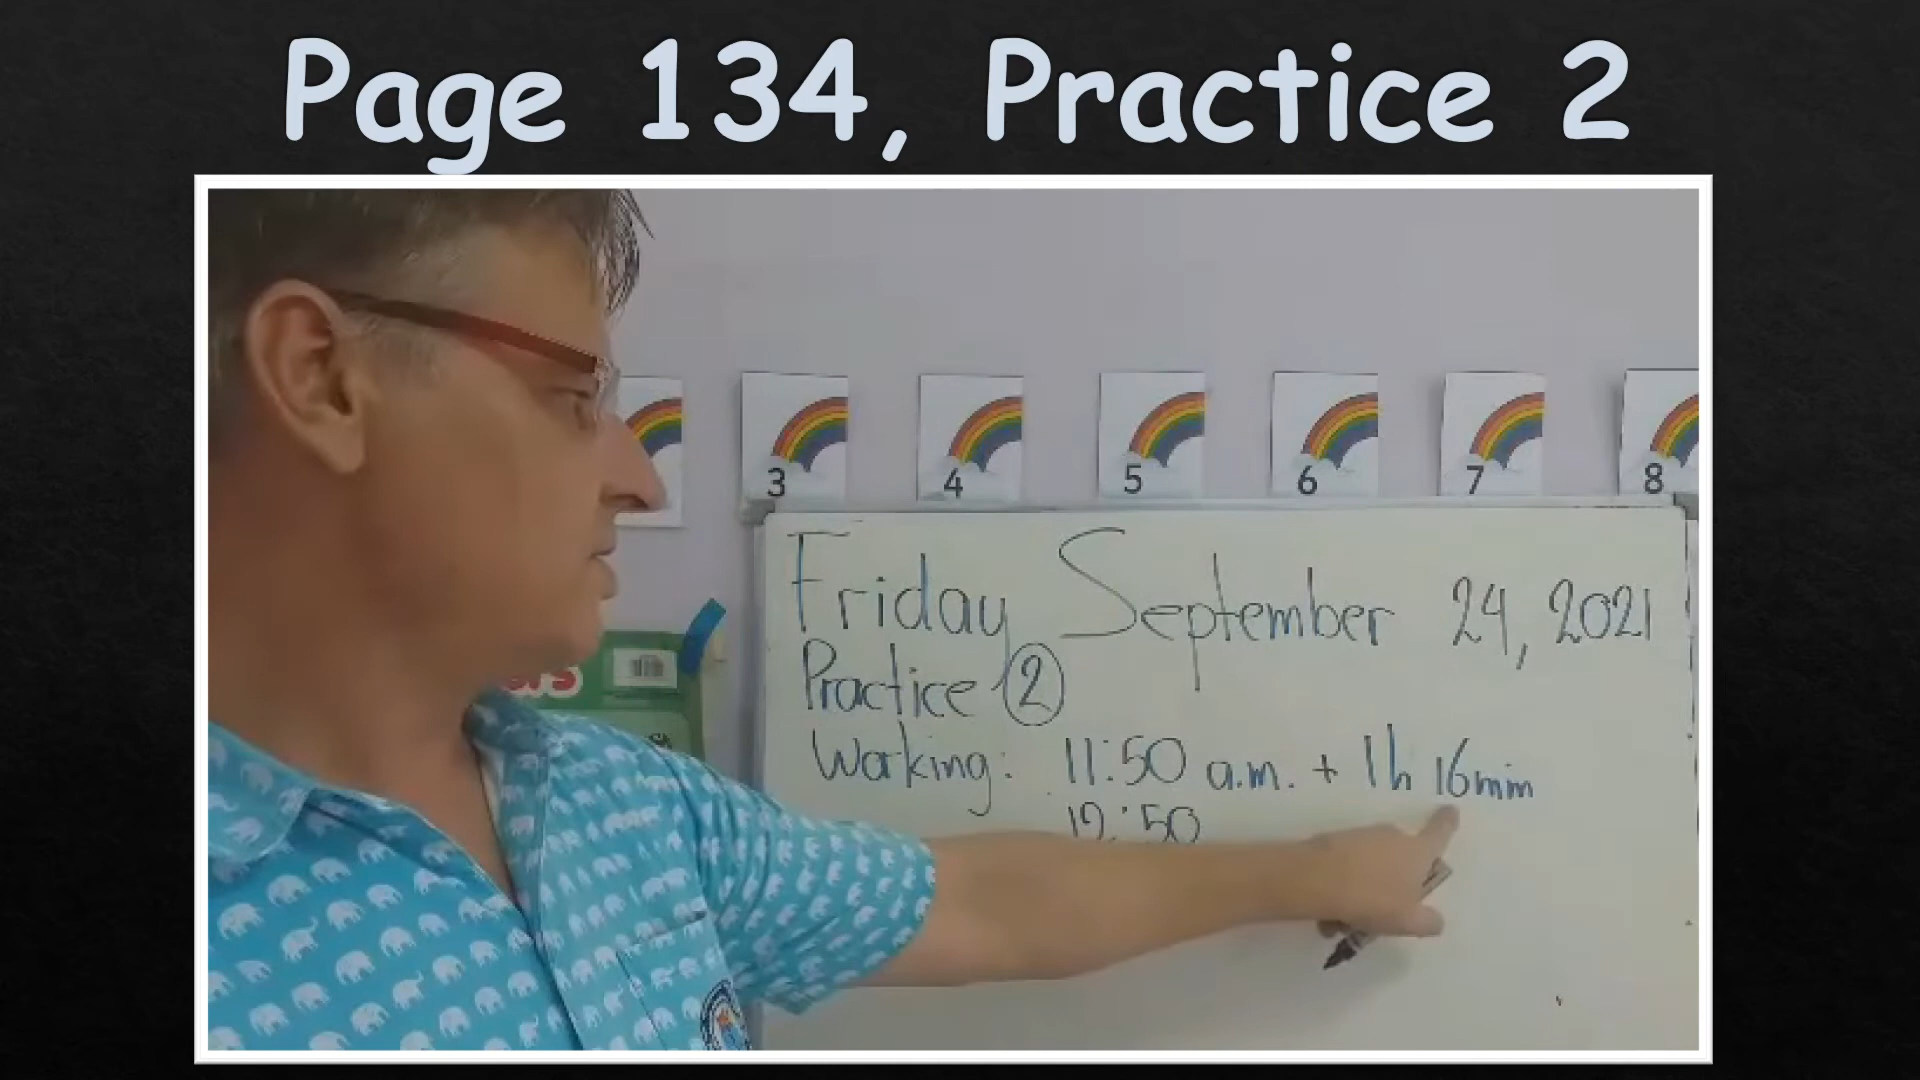 Page 134, Practice 2
3 4 5 6 7 8
Friday September 24, 2021
Practice 2
Working: 11:50 a.m. + 1h 16min
12:50